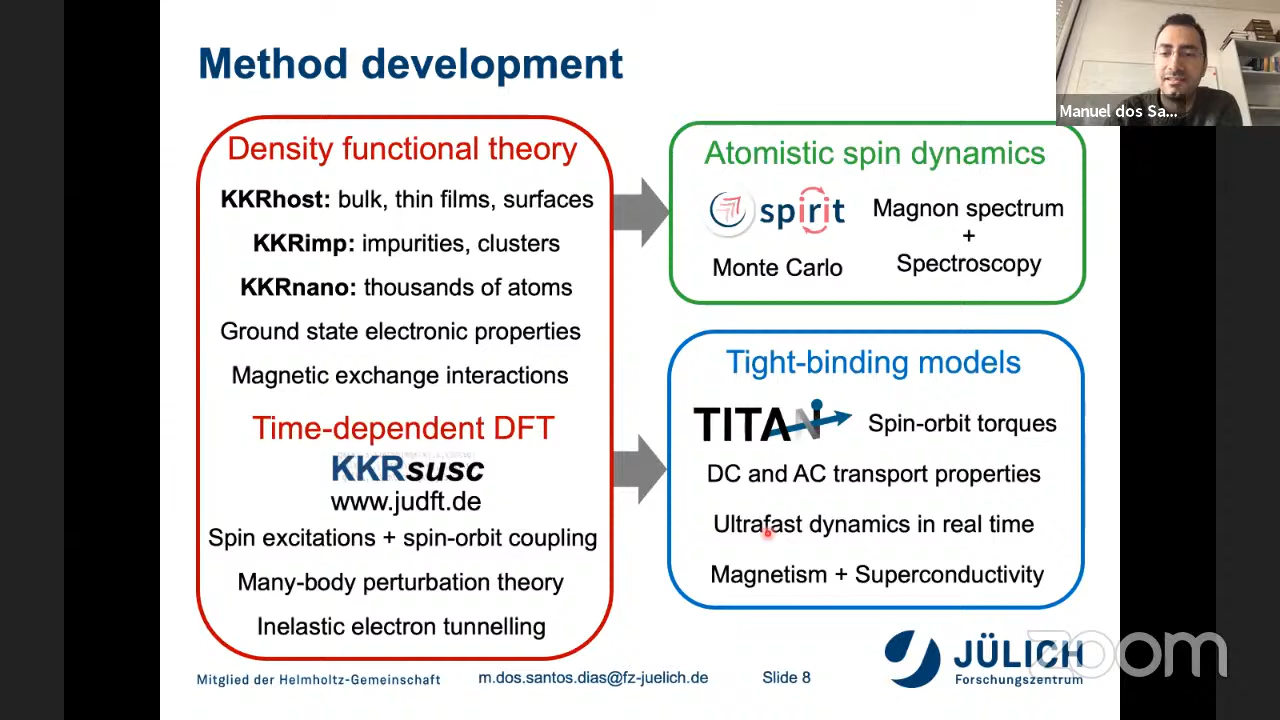 Method development
Manuel dos Sa...
Density functional theory
KKRhost: bulk, thin films, surfaces
KKRimp: impurities, clusters
KKRnano: thousands of atoms
Ground state electronic properties
Magnetic exchange interactions
Time-dependent DFT
KKRsusc
www.judft.de
Spin excitations + spin-orbit coupling
Many-body perturbation theory
Inelastic electron tunnelling
Atomistic spin dynamics
spirit
Monte Carlo
Magnon spectrum
+
Spectroscopy
Tight-binding models
TITAN
Spin-orbit torques
DC and AC transport properties
Ultrafast dynamics in real time
Magnetism + Superconductivity
Mitglied der Helmholtz-Gemeinschaft
m.dos.santos.dias@fz-juelich.de
Slide 8
JÜLICH
Forschungszentrum
zoom